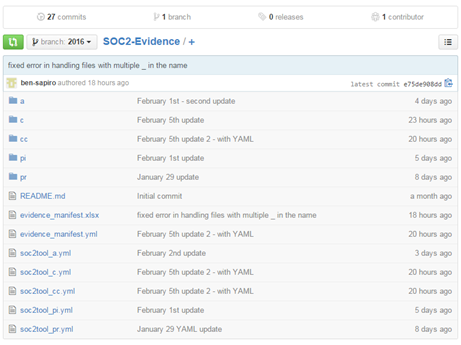 27 commits 1 branch 0 releases 1 contributor
branch: 2016 SOC2-Evidence / +
fixed error in handling files with multiple _ in the name
ben-sapiro authored 18 hours ago latest commit e75de908dd
a February 1st - second update 4 days ago
c February 5th update 23 hours ago
cc February 5th update 2 - with YAML 20 hours ago
pi February 1st update 5 days ago
pr January 29 update 8 days ago
README.md Initial commit a month ago
evidence_manifest.xlsx fixed error in handling files with multiple _ in the name 18 hours ago
evidence_manifest.yml February 5th update 2 - with YAML 20 hours ago
soc2tool_a.yml February 2nd update 3 days ago
soc2tool_c.yml February 5th update 2 - with YAML 20 hours ago
soc2tool_cc.yml February 5th update 2 - with YAML 20 hours ago
soc2tool_pi.yml February 1st update 5 days ago
soc2tool_pr.yml January 29 YAML update 8 days ago